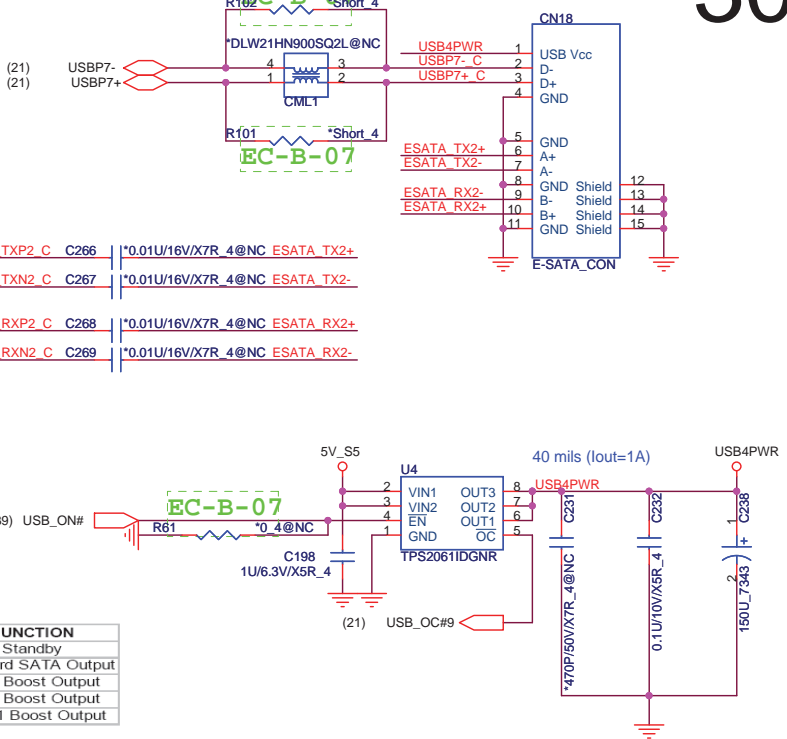 R102 *Short_4
CN18
*DLW21HN900SQ2L@NC
USB4PWR 1 USB Vcc
(21) USBP7- 4 3 USBP7-_C 2 D-
(21) USBP7+ 1 2 USBP7+_C 3 D+
4 GND
CML1
R101 *Short_4
EC-B-07
5 GND
ESATA_TX2+ 6 A+
ESATA_TX2- 7 A-
8 GND Shield 12
ESATA_RX2- 9 B- Shield 13
ESATA_RX2+ 10 B+ Shield 14
11 GND Shield 15
E-SATA_CON
TXP2_C C266 *0.01U/16V/X7R_4@NC ESATA_TX2+
TXN2_C C267 *0.01U/16V/X7R_4@NC ESATA_TX2-
RXP2_C C268 *0.01U/16V/X7R_4@NC ESATA_RX2+
RXN2_C C269 *0.01U/16V/X7R_4@NC ESATA_RX2-
5V_S5
40 mils (Iout=1A)
USB4PWR
U4
2 VIN1 OUT3 8 USB4PWR
3 VIN2 OUT2 7
4 EN OUT1 6
1 GND OC 5
TPS2061IDGNR
EC-B-07
39) USB_ON#
R61 *0_4@NC
C198
1U/6.3V/X5R_4
(21) USB_OC#9
C231
*470P/50V/X7R_4@NC
C232
0.1U/10V/X5R_4
C238
1
+
2
150U_7343
UNCTION
Standby
rd SATA Output
Boost Output
Boost Output
Boost Output